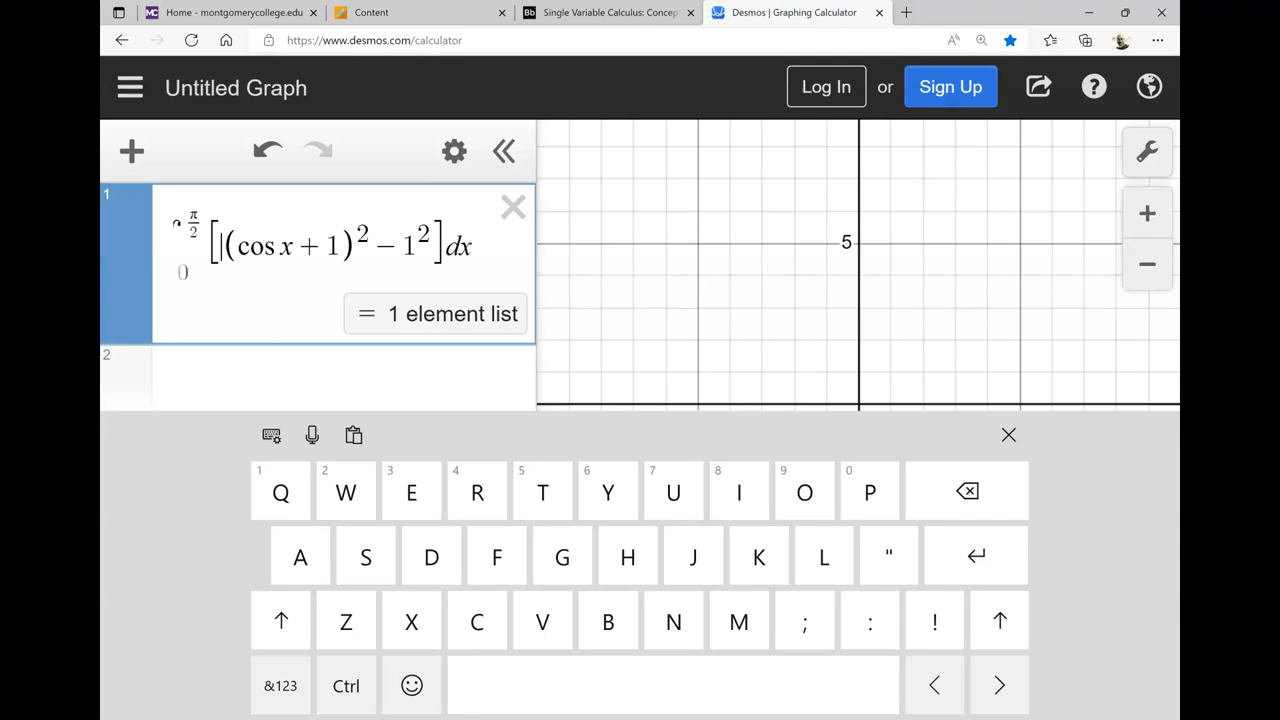 Home - montgomerycollege.edu
Content
Bb Single Variable Calculus: Concep
Desmos | Graphing Calculator
https://www.desmos.com/calculator
Untitled Graph
Log In or Sign Up
1
π/2
0
[(cos x + 1)² − 1²]dx
= 1 element list
2
5
1 Q 2 W 3 E 4 R 5 T 6 Y 7 U 8 I 9 O 0 P
A S D F G H J K L "
Z X C V B N M ; : !
&123 Ctrl